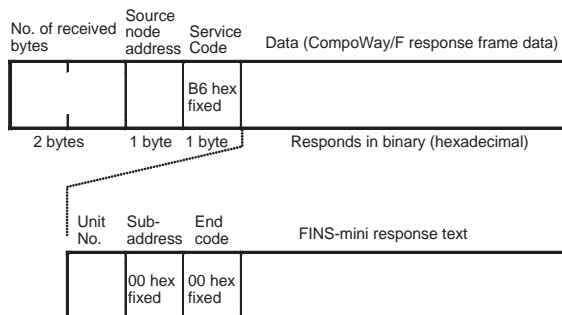 No. of received bytes
Source node address
Service Code
Data (CompoWay/F response frame data)
B6 hex fixed
2 bytes
1 byte
1 byte
Responds in binary (hexadecimal)
Unit No.
Sub-address
End code
FINS-mini response text
00 hex fixed
00 hex fixed